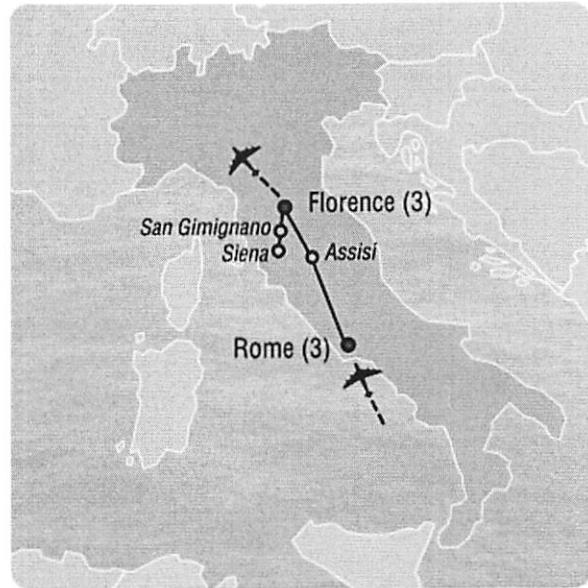 Florence (3)
San Gimignano
Siena
Assisi
Rome (3)